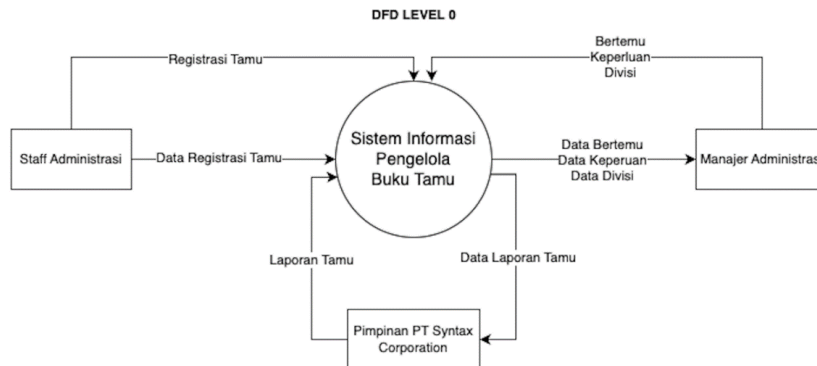 DFD LEVEL 0
Registrasi Tamu
Bertemu
Keperluan
Divisi
Staff Administrasi
Data Registrasi Tamu
Sistem Informasi
Pengelola
Buku Tamu
Data Bertemu
Data Keperuan
Data Divisi
Manajer Administras
Laporan Tamu
Data Laporan Tamu
Pimpinan PT Syntax
Corporation